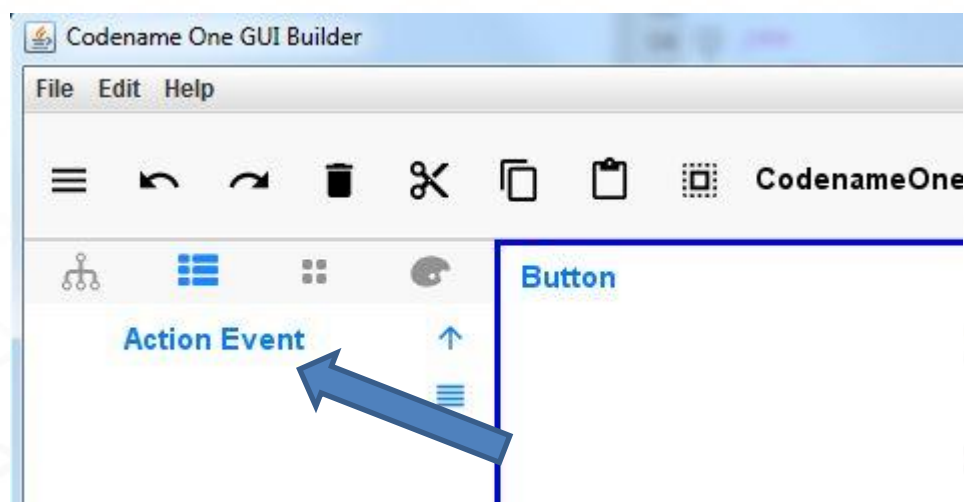 Codename One GUI Builder
File Edit Help
CodenameOne
Button
Action Event